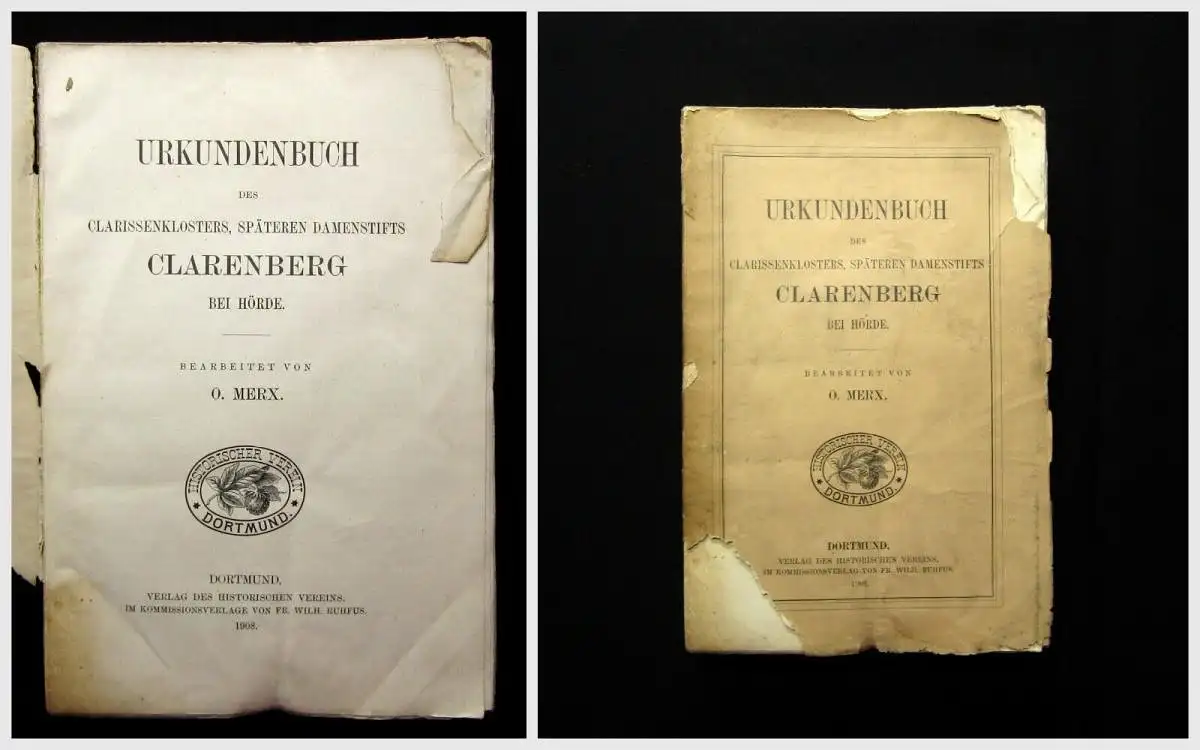 URKUNDENBUCH
DES
CLARISSENKLOSTERS, SPÄTEREN DAMENSTIFTS
CLARENBERG
BEI HÖRDE.
BEARBEITET VON
O. MERX.
HISTORISCHER VEREIN
DORTMUND.
DORTMUND,
VERLAG DES HISTORISCHEN VEREINS.
IM KOMMISSIONSVERLAGE VON FR. WILH. RUHFUS.
1908.
URKUNDENBUCH
DES
CLARISSENKLOSTERS, SPÄTEREN DAMENSTIFTS
CLARENBERG
BEI HÖRDE.
BEARBEITET VON
O. MERX.
HISTORISCHER VEREIN
DORTMUND.
DORTMUND,
VERLAG DES HISTORISCHEN VEREINS.
IM KOMMISSIONSVERLAG VON FR. WILH. RUHFUS.
1908.